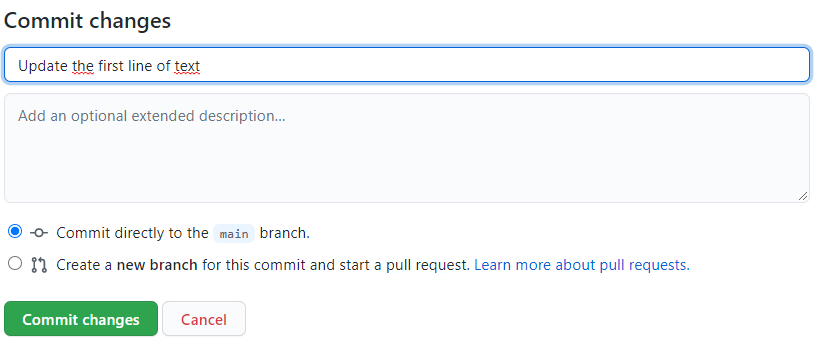 Commit changes
Update the first line of text
Add an optional extended description...
Commit directly to the main branch.
Create a new branch for this commit and start a pull request. Learn more about pull requests.
Commit changes Cancel